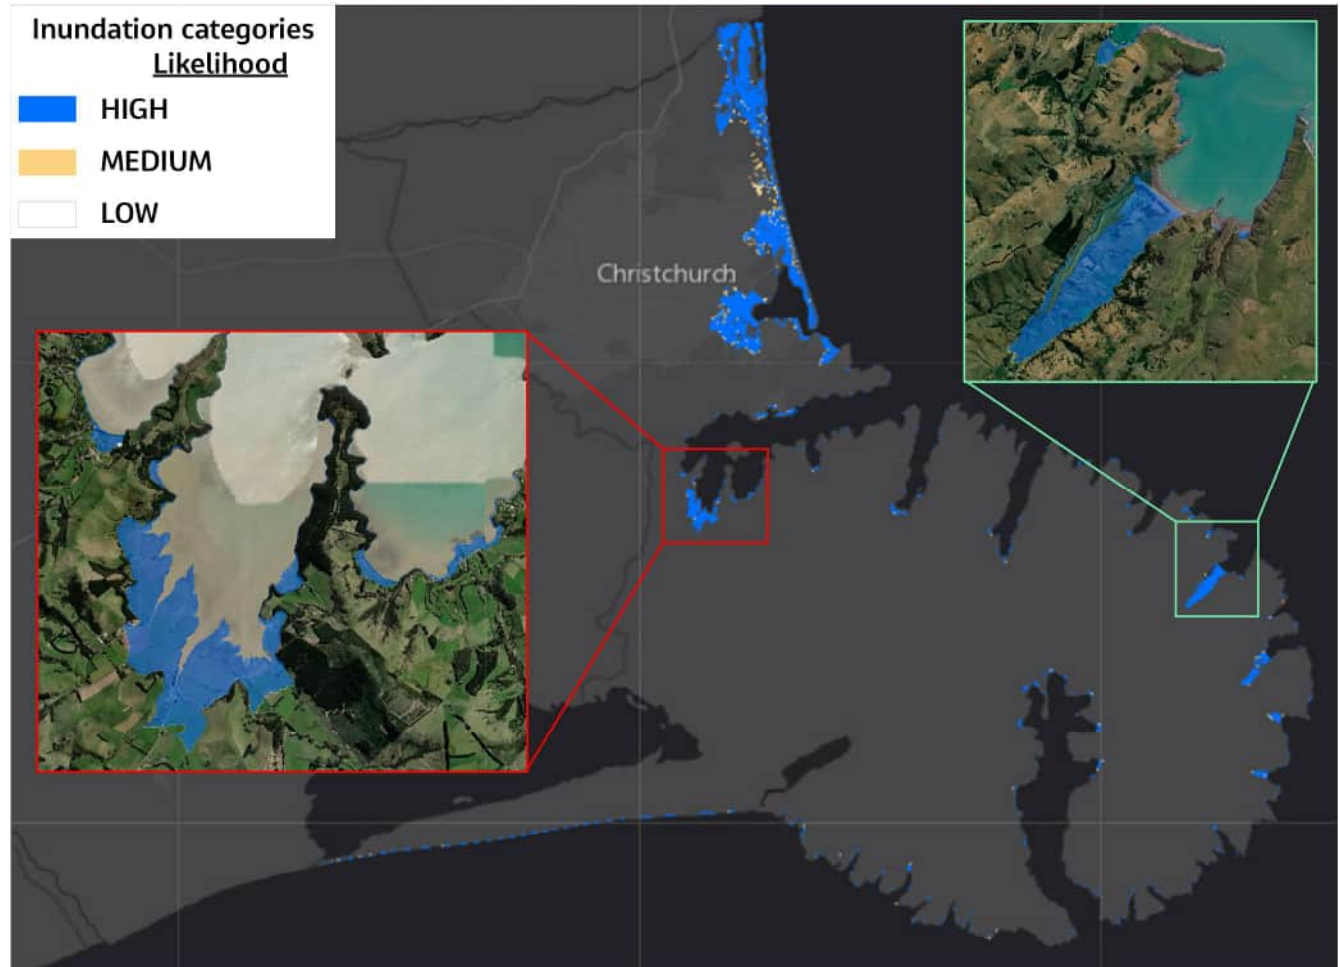 Inundation categories
Likelihood
HIGH
MEDIUM
LOW
Christchurch